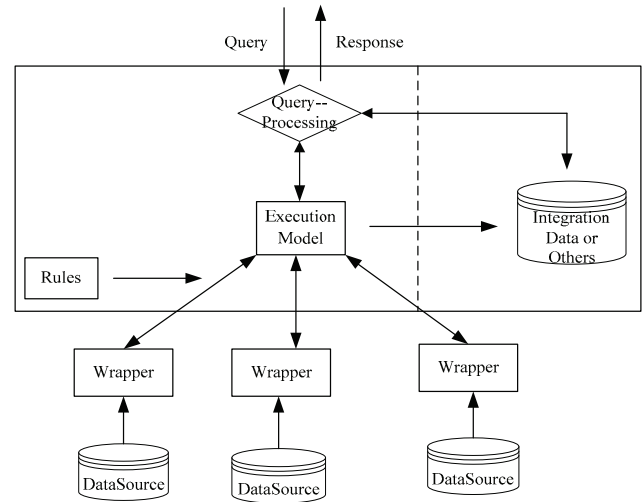 Query
Response
Query--
Processing
Execution
Model
Integration
Data or
Others
Rules
Wrapper
Wrapper
Wrapper
DataSource
DataSource
DataSource